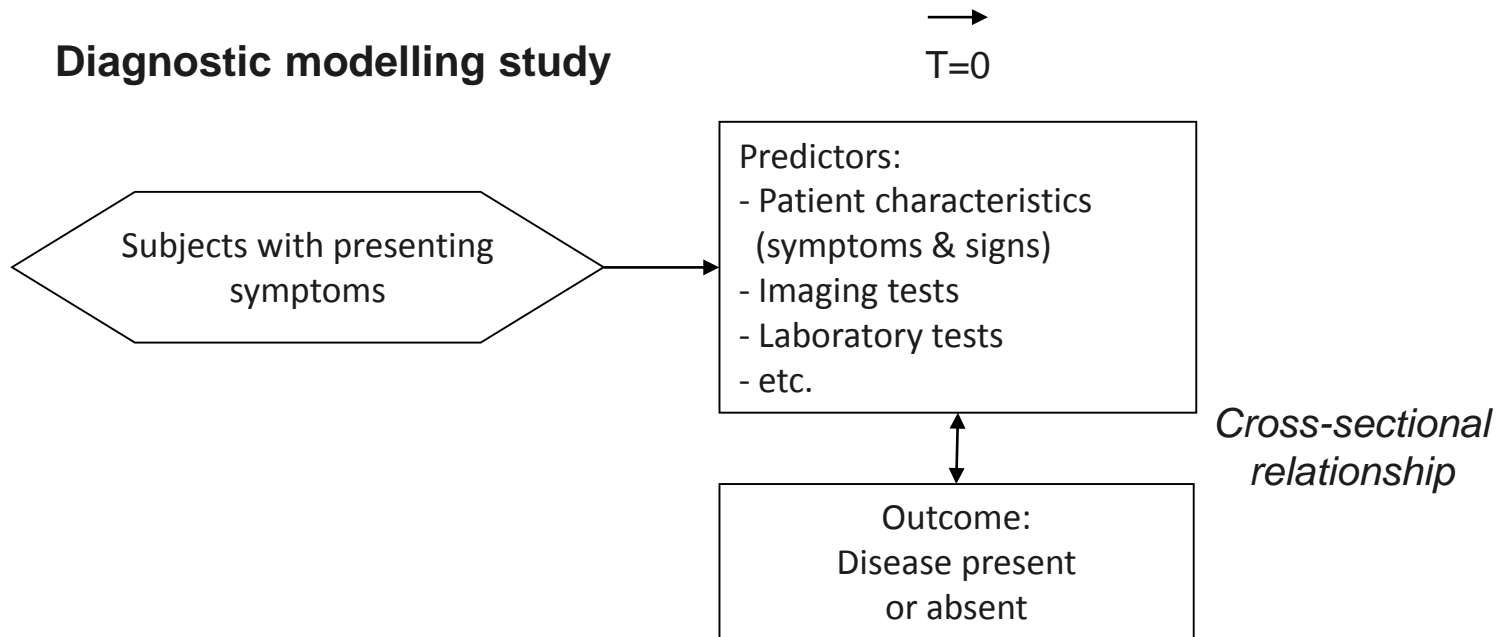 Diagnostic modelling study
T=0
Subjects with presenting
symptoms
Predictors:
- Patient characteristics
(symptoms & signs)
- Imaging tests
- Laboratory tests
- etc.
Cross-sectional
relationship
Outcome:
Disease present
or absent